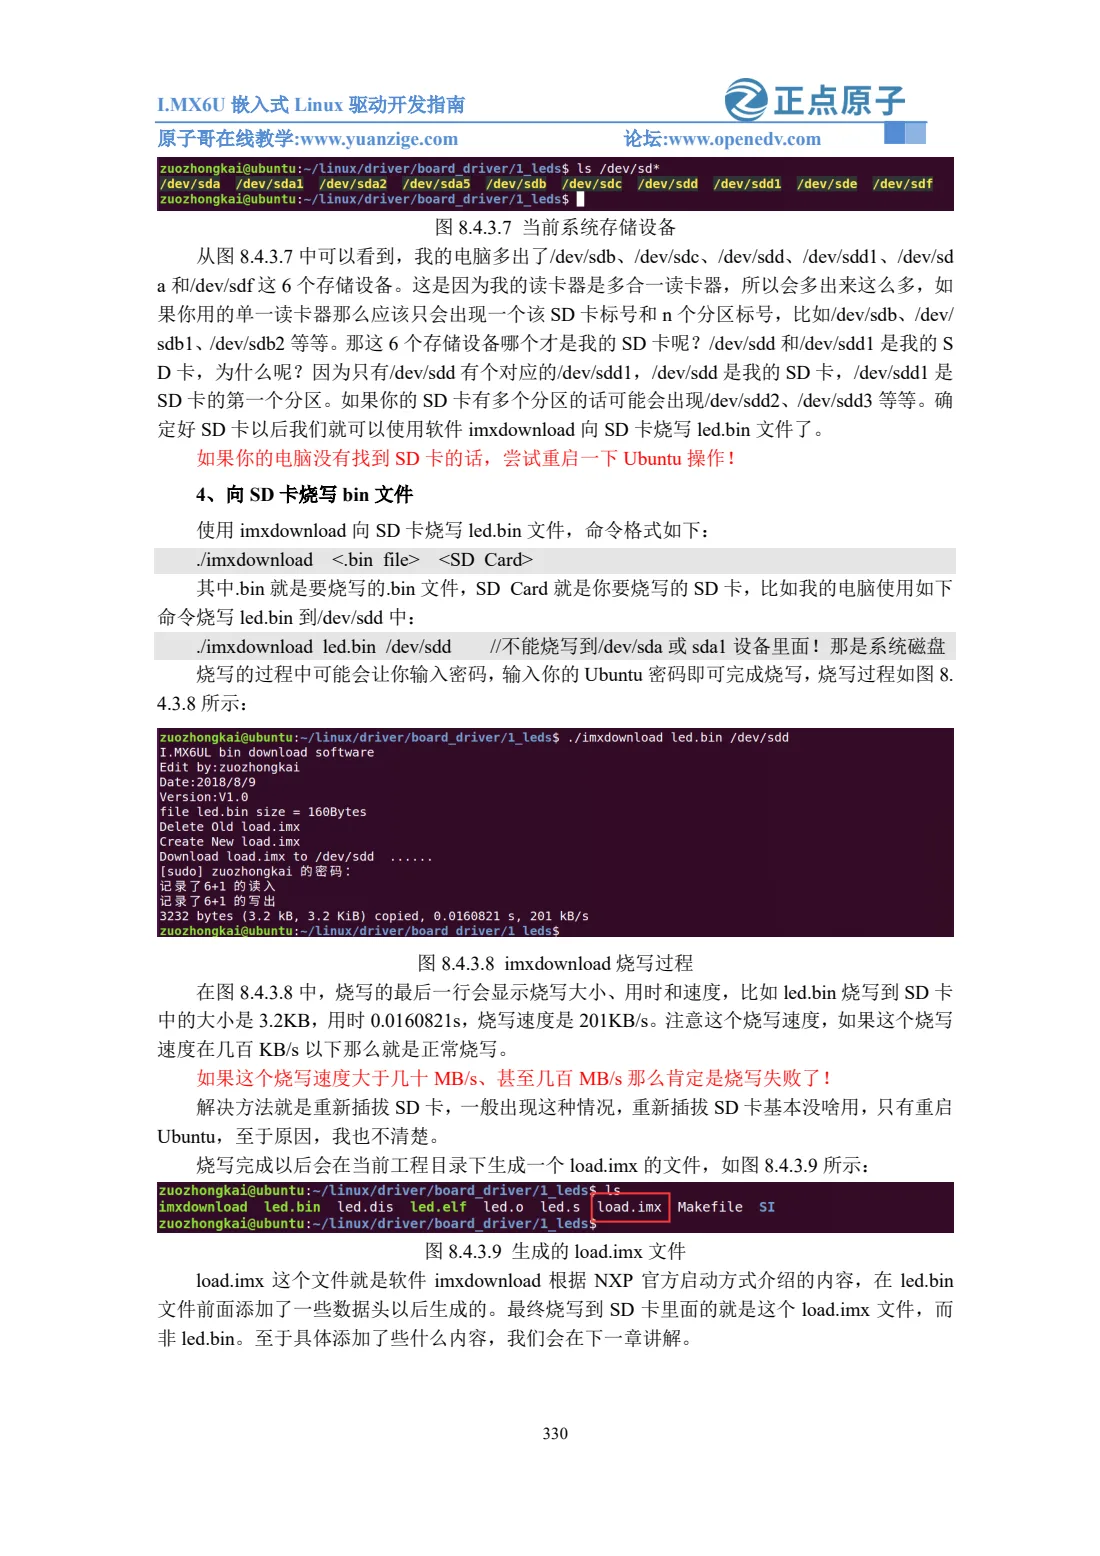 I.MX6U 嵌入式 Linux 驱动开发指南
正点原子
原子哥在线教学:www.yuanzige.com 论坛:www.openedv.com
zuozhongkai@ubuntu:~/linux/driver/board_driver/1_leds$ ls /dev/sd*
/dev/sda /dev/sda1 /dev/sda2 /dev/sda5 /dev/sdb /dev/sdc /dev/sdd /dev/sdd1 /dev/sde /dev/sdf
zuozhongkai@ubuntu:~/linux/driver/board_driver/1_leds$
图 8.4.3.7 当前系统存储设备
从图 8.4.3.7 中可以看到，我的电脑多出了/dev/sdb、/dev/sdc、/dev/sdd、/dev/sdd1、/dev/sd
a 和/dev/sdf 这 6 个存储设备。这是因为我的读卡器是多合一读卡器，所以会多出来这么多，如
果你用的单一读卡器那么应该只会出现一个该 SD 卡标号和 n 个分区标号，比如/dev/sdb、/dev/
sdb1、/dev/sdb2 等等。那这 6 个存储设备哪个才是我的 SD 卡呢？/dev/sdd 和/dev/sdd1 是我的 S
D 卡，为什么呢？因为只有/dev/sdd 有个对应的/dev/sdd1，/dev/sdd 是我的 SD 卡，/dev/sdd1 是
SD 卡的第一个分区。如果你的 SD 卡有多个分区的话可能会出现/dev/sdd2、/dev/sdd3 等等。确
定好 SD 卡以后我们就可以使用软件 imxdownload 向 SD 卡烧写 led.bin 文件了。
如果你的电脑没有找到 SD 卡的话，尝试重启一下 Ubuntu 操作！
4、向 SD 卡烧写 bin 文件
使用 imxdownload 向 SD 卡烧写 led.bin 文件，命令格式如下：
./imxdownload <.bin file> <SD Card>
其中.bin 就是要烧写的.bin 文件，SD Card 就是你要烧写的 SD 卡，比如我的电脑使用如下
命令烧写 led.bin 到/dev/sdd 中：
./imxdownload led.bin /dev/sdd //不能烧写到/dev/sda 或 sda1 设备里面！那是系统磁盘
烧写的过程中可能会让你输入密码，输入你的 Ubuntu 密码即可完成烧写，烧写过程如图 8.
4.3.8 所示：
zuozhongkai@ubuntu:~/linux/driver/board_driver/1_leds$ ./imxdownload led.bin /dev/sdd
I.MX6UL bin download software
Edit by:zuozhongkai
Date:2018/8/9
Version:V1.0
file led.bin size = 160Bytes
Delete Old load.imx
Create New load.imx
Download load.imx to /dev/sdd ......
[sudo] zuozhongkai 的密码：
记录了6+1 的读入
记录了6+1 的写出
3232 bytes (3.2 kB, 3.2 KiB) copied, 0.0160821 s, 201 kB/s
zuozhongkai@ubuntu:~/linux/driver/board_driver/1_leds$
图 8.4.3.8 imxdownload 烧写过程
在图 8.4.3.8 中，烧写的最后一行会显示烧写大小、用时和速度，比如 led.bin 烧写到 SD 卡
中的大小是 3.2KB，用时 0.0160821s，烧写速度是 201KB/s。注意这个烧写速度，如果这个烧写
速度在几百 KB/s 以下那么就是正常烧写。
如果这个烧写速度大于几十 MB/s、甚至几百 MB/s 那么肯定是烧写失败了！
解决方法就是重新插拔 SD 卡，一般出现这种情况，重新插拔 SD 卡基本没啥用，只有重启
Ubuntu，至于原因，我也不清楚。
烧写完成以后会在当前工程目录下生成一个 load.imx 的文件，如图 8.4.3.9 所示：
zuozhongkai@ubuntu:~/linux/driver/board_driver/1_leds$ ls
imxdownload led.bin led.dis led.elf led.o led.s load.imx Makefile SI
zuozhongkai@ubuntu:~/linux/driver/board_driver/1_leds$
图 8.4.3.9 生成的 load.imx 文件
load.imx 这个文件就是软件 imxdownload 根据 NXP 官方启动方式介绍的内容，在 led.bin
文件前面添加了一些数据头以后生成的。最终烧写到 SD 卡里面的就是这个 load.imx 文件，而
非 led.bin。至于具体添加了些什么内容，我们会在下一章讲解。
330